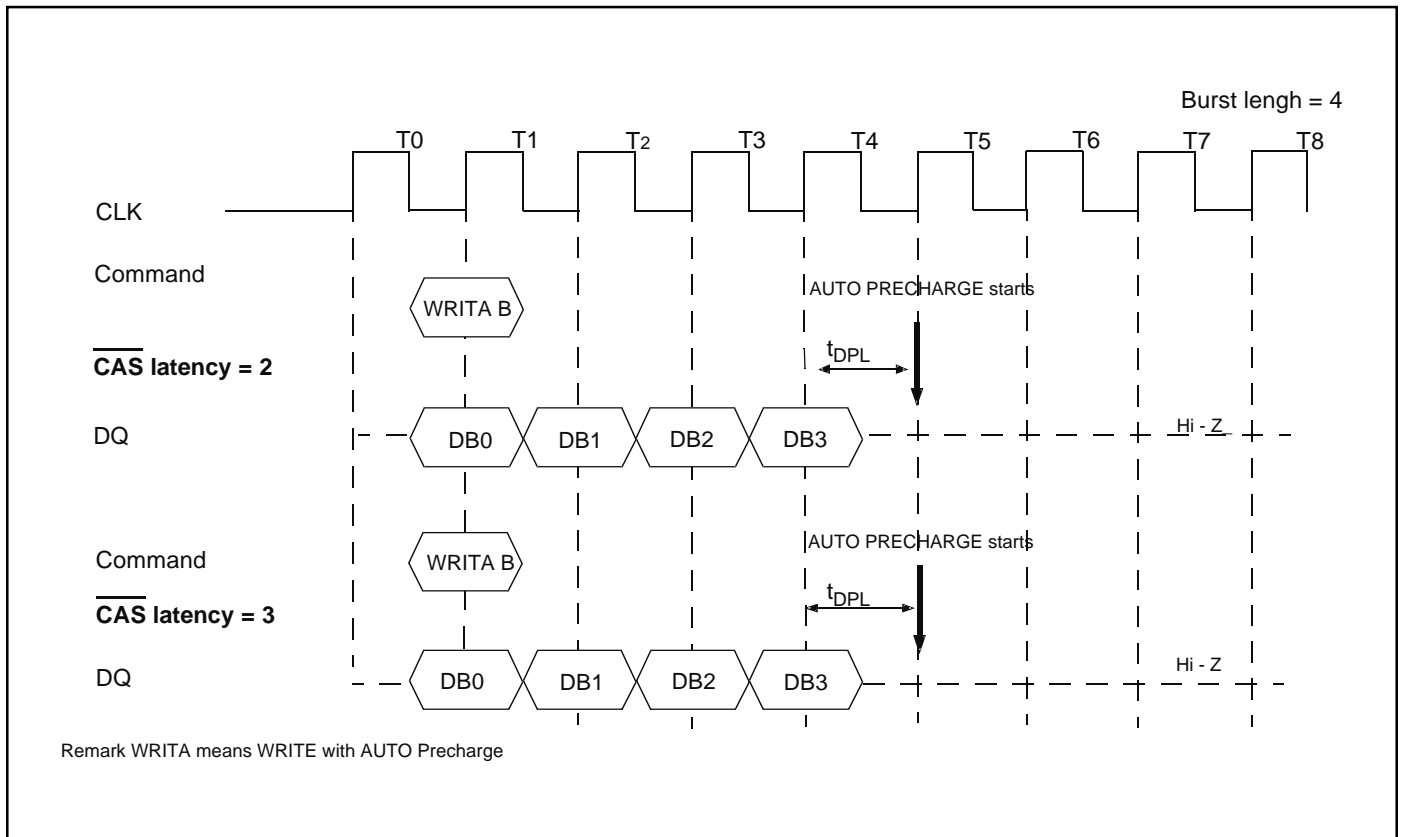 Burst lengh = 4
T0 T1 T2 T3 T4 T5 T6 T7 T8
CLK
Command
WRITA B
AUTO PRECHARGE starts
CAS latency = 2
tDPL
DQ
DB0 DB1 DB2 DB3
Hi - Z
Command
WRITA B
AUTO PRECHARGE starts
CAS latency = 3
tDPL
DQ
DB0 DB1 DB2 DB3
Hi - Z
Remark WRITA means WRITE with AUTO Precharge